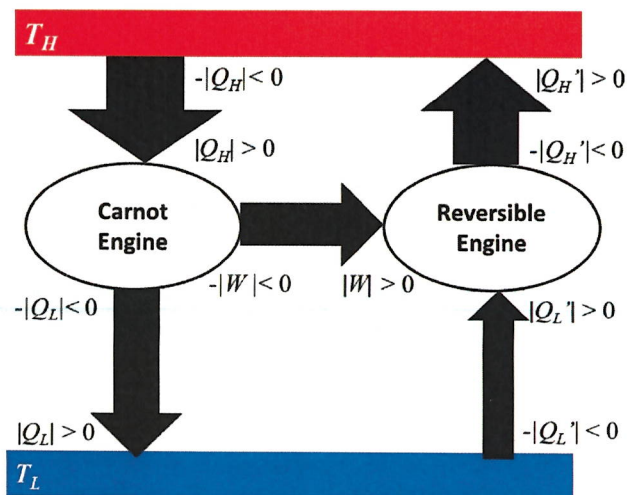 T_H
-|Q_H|< 0
|Q_H'| > 0
|Q_H| > 0
-|Q_H'|< 0
Carnot
Engine
Reversible
Engine
-|W|< 0
|W| > 0
-|Q_L|< 0
|Q_L'| > 0
|Q_L| > 0
-|Q_L'| < 0
T_L